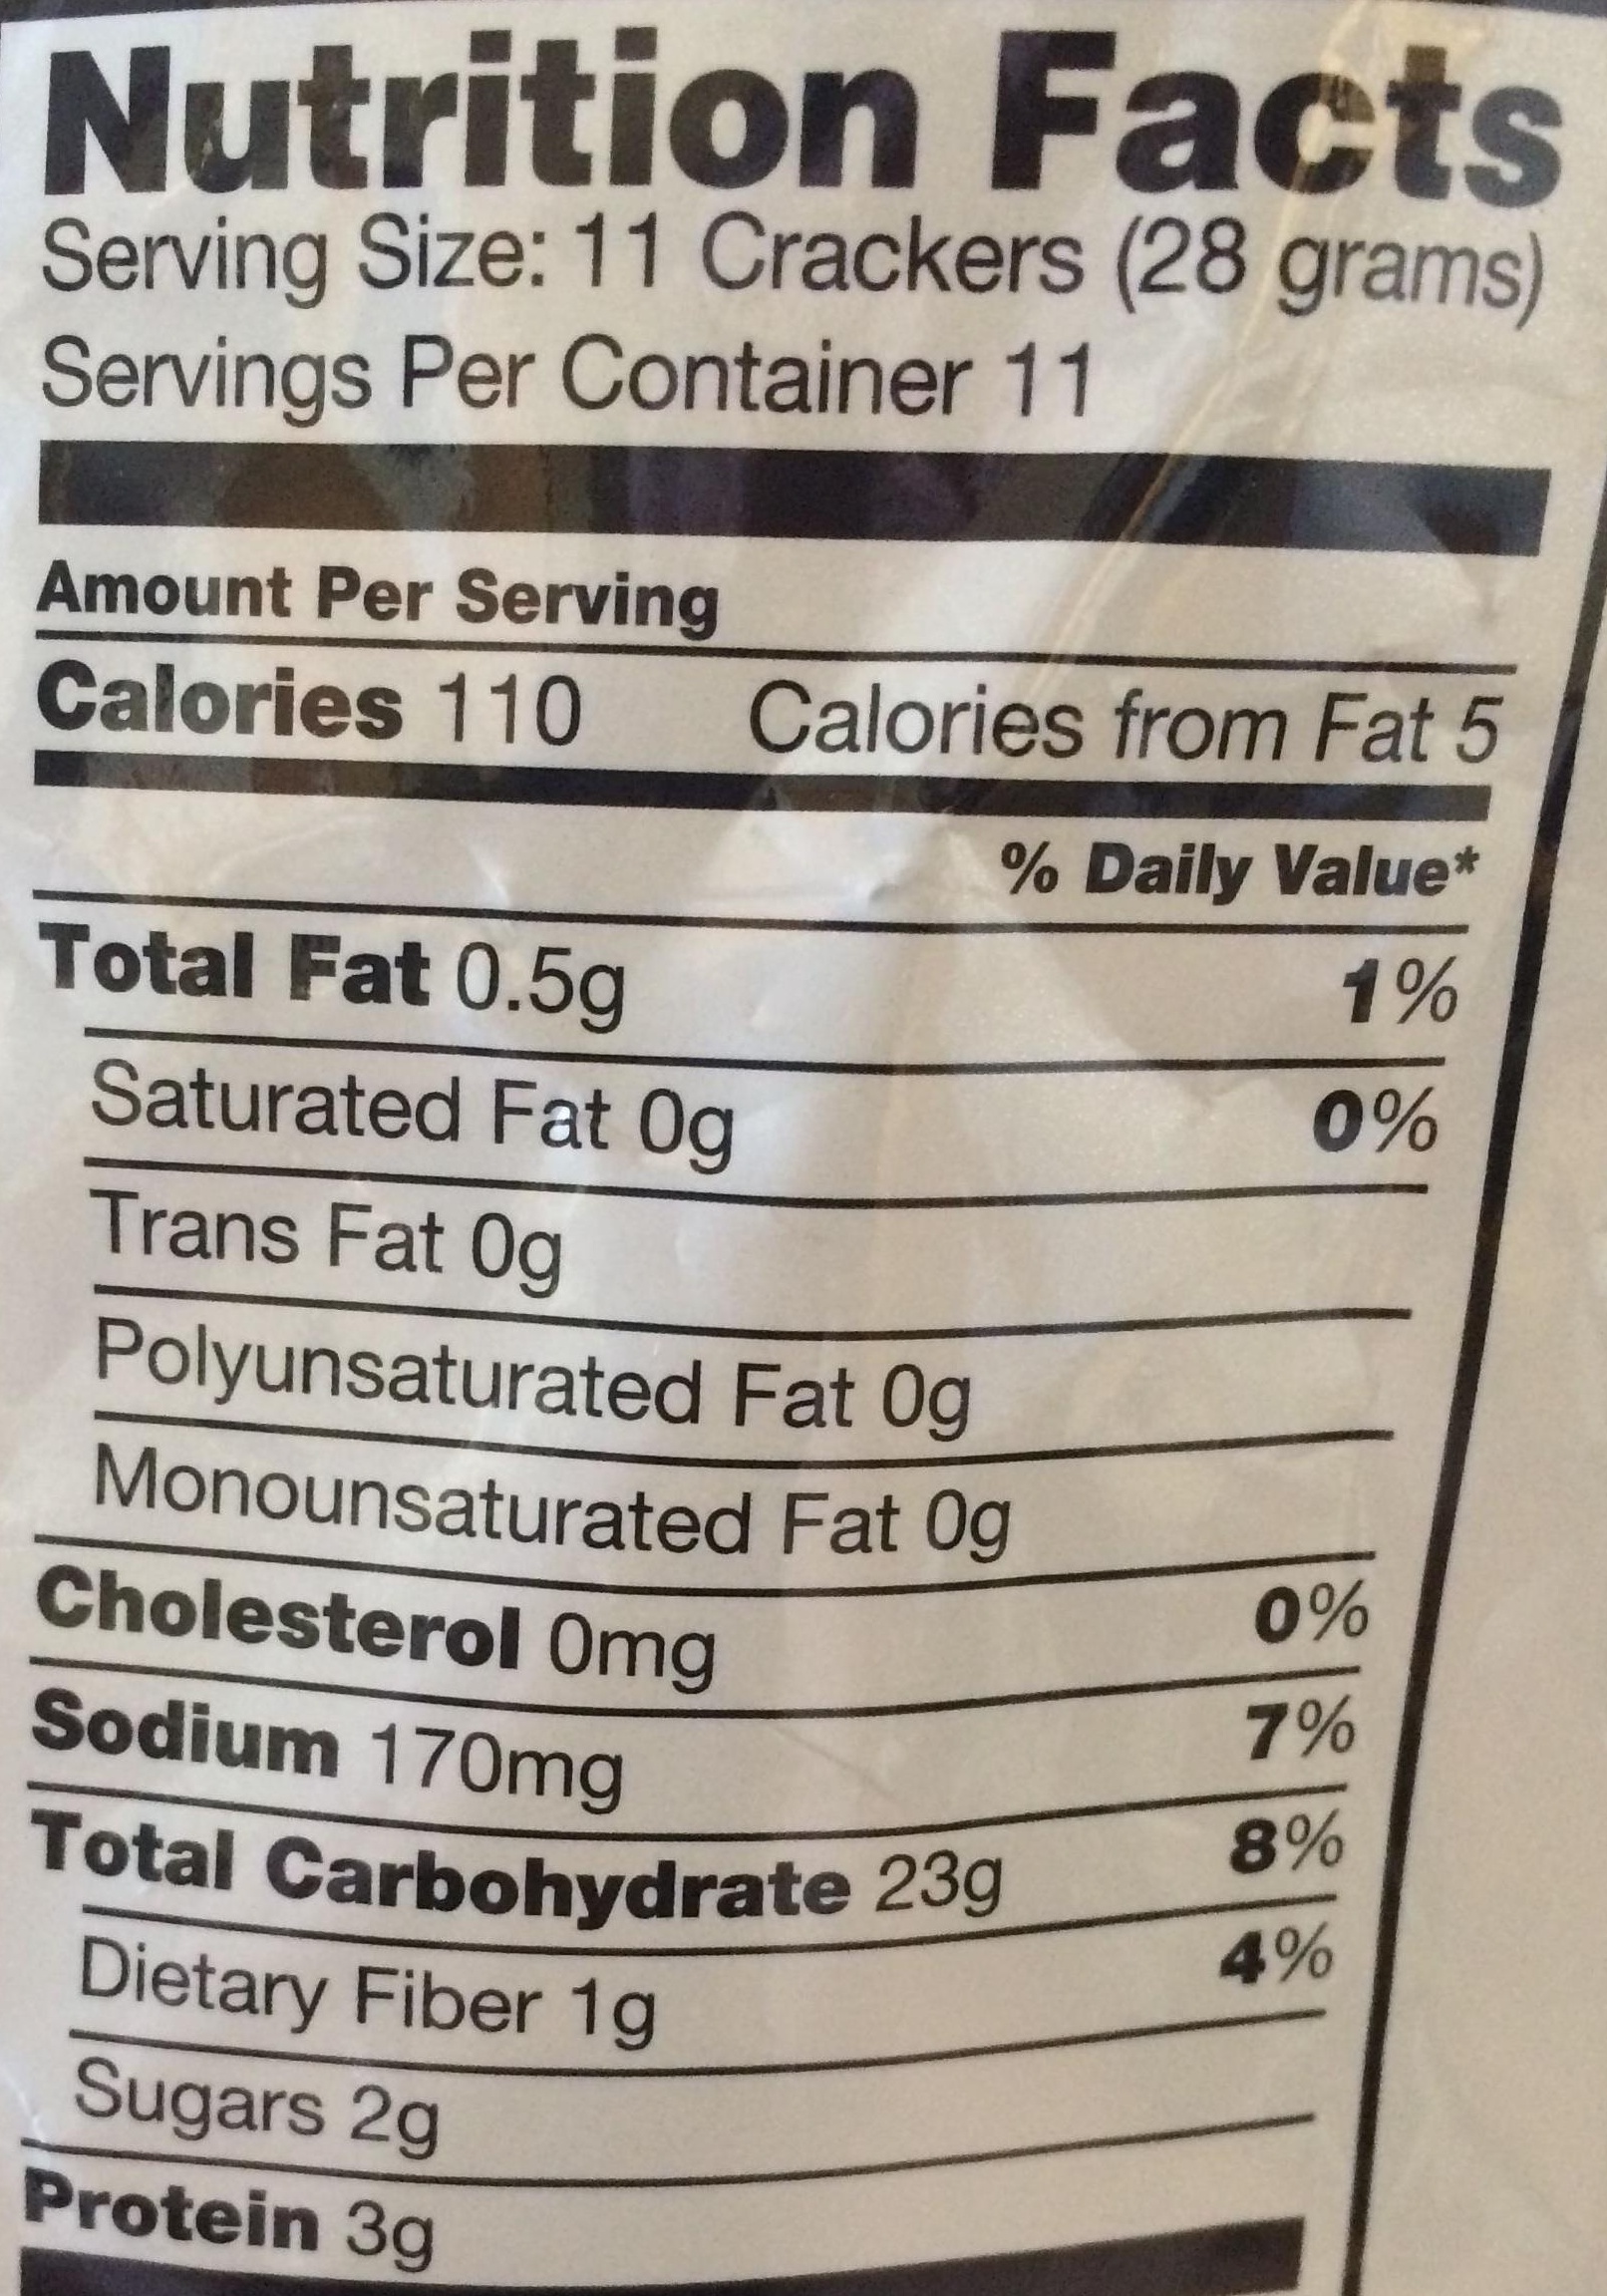 Nutrition Facts
Serving Size: 11 Crackers (28 grams)
Servings Per Container 11
Amount Per Serving
Calories 110 Calories from Fat 5
% Daily Value*
Total Fat 0.5g 1%
Saturated Fat 0g 0%
Trans Fat 0g
Polyunsaturated Fat 0g
Monounsaturated Fat 0g
Cholesterol 0mg 0%
Sodium 170mg 7%
Total Carbohydrate 23g 8%
Dietary Fiber 1g 4%
Sugars 2g
Protein 3g